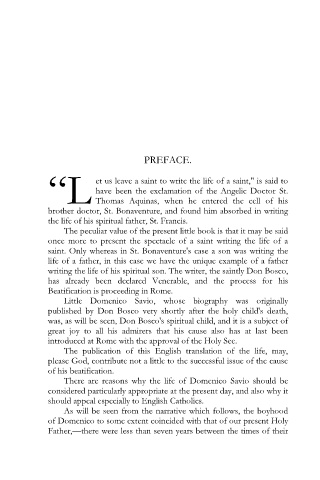 PREFACE.
“Let us leave a saint to write the life of a saint,” is said to
have been the exclamation of the Angelic Doctor St.
Thomas Aquinas, when he entered the cell of his
brother doctor, St. Bonaventure, and found him absorbed in writing
the life of his spiritual father, St. Francis.
The peculiar value of the present little book is that it may be said
once more to present the spectacle of a saint writing the life of a
saint. Only whereas in St. Bonaventure's case a son was writing the
life of a father, in this case we have the unique example of a father
writing the life of his spiritual son. The writer, the saintly Don Bosco,
has already been declared Venerable, and the process for his
Beatification is proceeding in Rome.
Little Domenico Savio, whose biography was originally
published by Don Bosco very shortly after the holy child's death,
was, as will be seen, Don Bosco's spiritual child, and it is a subject of
great joy to all his admirers that his cause also has at last been
introduced at Rome with the approval of the Holy See.
The publication of this English translation of the life, may,
please God, contribute not a little to the successful issue of the cause
of his beatification.
There are reasons why the life of Domenico Savio should be
considered particularly appropriate at the present day, and also why it
should appeal especially to English Catholics.
As will be seen from the narrative which follows, the boyhood
of Domenico to some extent coincided with that of our present Holy
Father,—there were less than seven years between the times of their